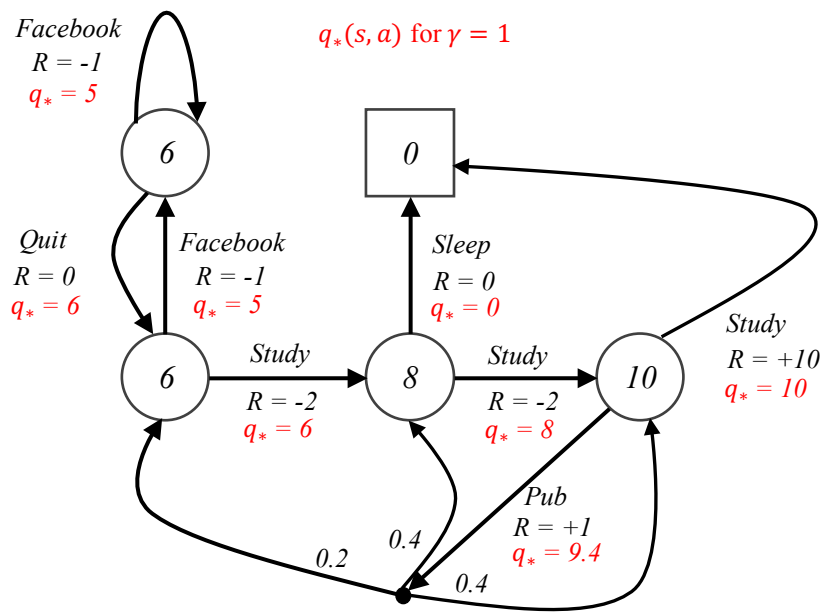 Facebook
R = -1
q* = 5
q*(s, a) for γ = 1
6
0
Quit
R = 0
q* = 6
Facebook
R = -1
q* = 5
Sleep
R = 0
q* = 0
Study
R = +10
q* = 10
6
Study
R = -2
q* = 6
8
Study
R = -2
q* = 8
10
Pub
R = +1
q* = 9.4
0.2
0.4
0.4